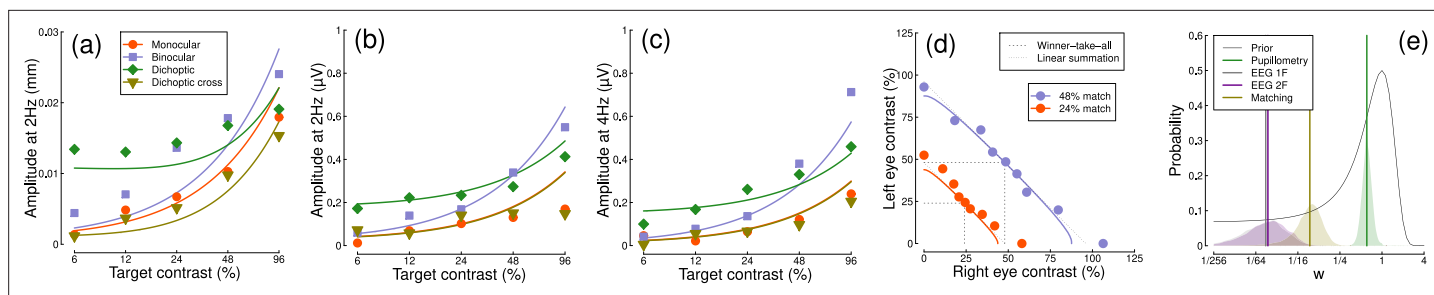 (a)
Monocular
Binocular
Dichoptic
Dichoptic cross
Amplitude at 2Hz (mm)
0.03
0.02
0.01
0
6 12 24 48 96
Target contrast (%)
(b)
Amplitude at 2Hz (µV)
1
0.8
0.6
0.4
0.2
0
6 12 24 48 96
Target contrast (%)
(c)
Amplitude at 4Hz (µV)
1
0.8
0.6
0.4
0.2
0
6 12 24 48 96
Target contrast (%)
(d)
Winner−take−all
Linear summation
48% match
24% match
Left eye contrast (%)
125
100
75
50
25
0
0 25 50 75 100 125
Right eye contrast (%)
(e)
Prior
Pupillometry
EEG 1F
EEG 2F
Matching
Probability
0.6
0.5
0.4
0.3
0.2
0.1
0
1/256 1/64 1/16 1/4 1 4
w